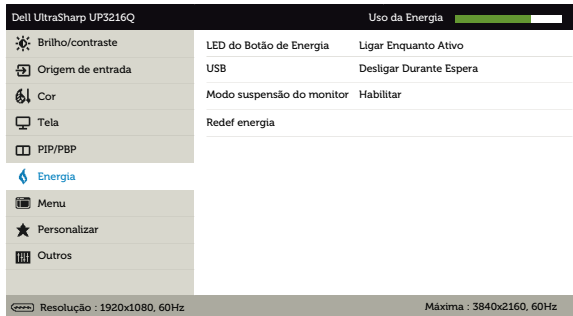 Dell UltraSharp UP3216Q Uso da Energia
Brilho/contraste
Origem de entrada
Cor
Tela
PIP/PBP
Energia
Menu
Personalizar
Outros
LED do Botão de Energia Ligar Enquanto Ativo
USB Desligar Durante Espera
Modo suspensão do monitor Habilitar
Redef energia
Resolução : 1920x1080, 60Hz Máxima : 3840x2160, 60Hz